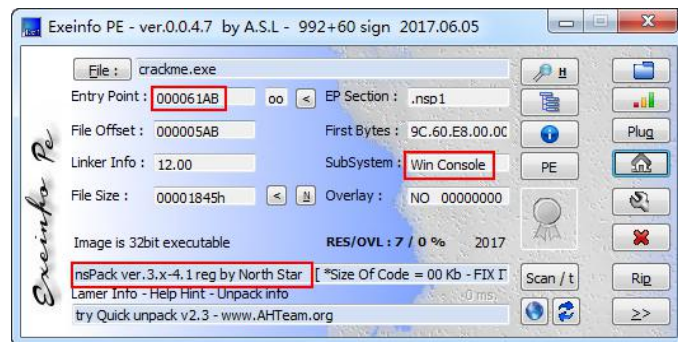 Exeinfo PE - ver.0.0.4.7 by A.S.L - 992+60 sign 2017.06.05
File : crackme.exe
H
Entry Point : 000061AB oo < EP Section : .nsp1
File Offset : 000005AB First Bytes : 9C.60.E8.00.00
Plug
Linker Info : 12.00 SubSystem : Win Console
PE
File Size : 00001845h < N Overlay : NO 00000000
Image is 32bit executable RES/OVL : 7 / 0 % 2017
nsPack ver.3.x-4.1 reg by North Star [ *Size Of Code = 00 Kb - FIX IT
Scan / t Rip
Lamer Info - Help Hint - Unpack info 0 ms.
try Quick unpack v2.3 - www.AHTeam.org >>
Exeinfo Pe